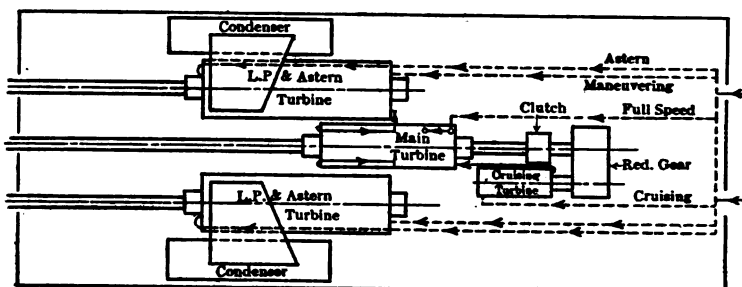 Condenser
L.P. & Astern
Turbine
Astern
Maneuvering
Clutch
Full Speed
Main
Turbine
Red. Gear
Cruising
Turbine
Cruising
L.P. & Astern
Turbine
Condenser